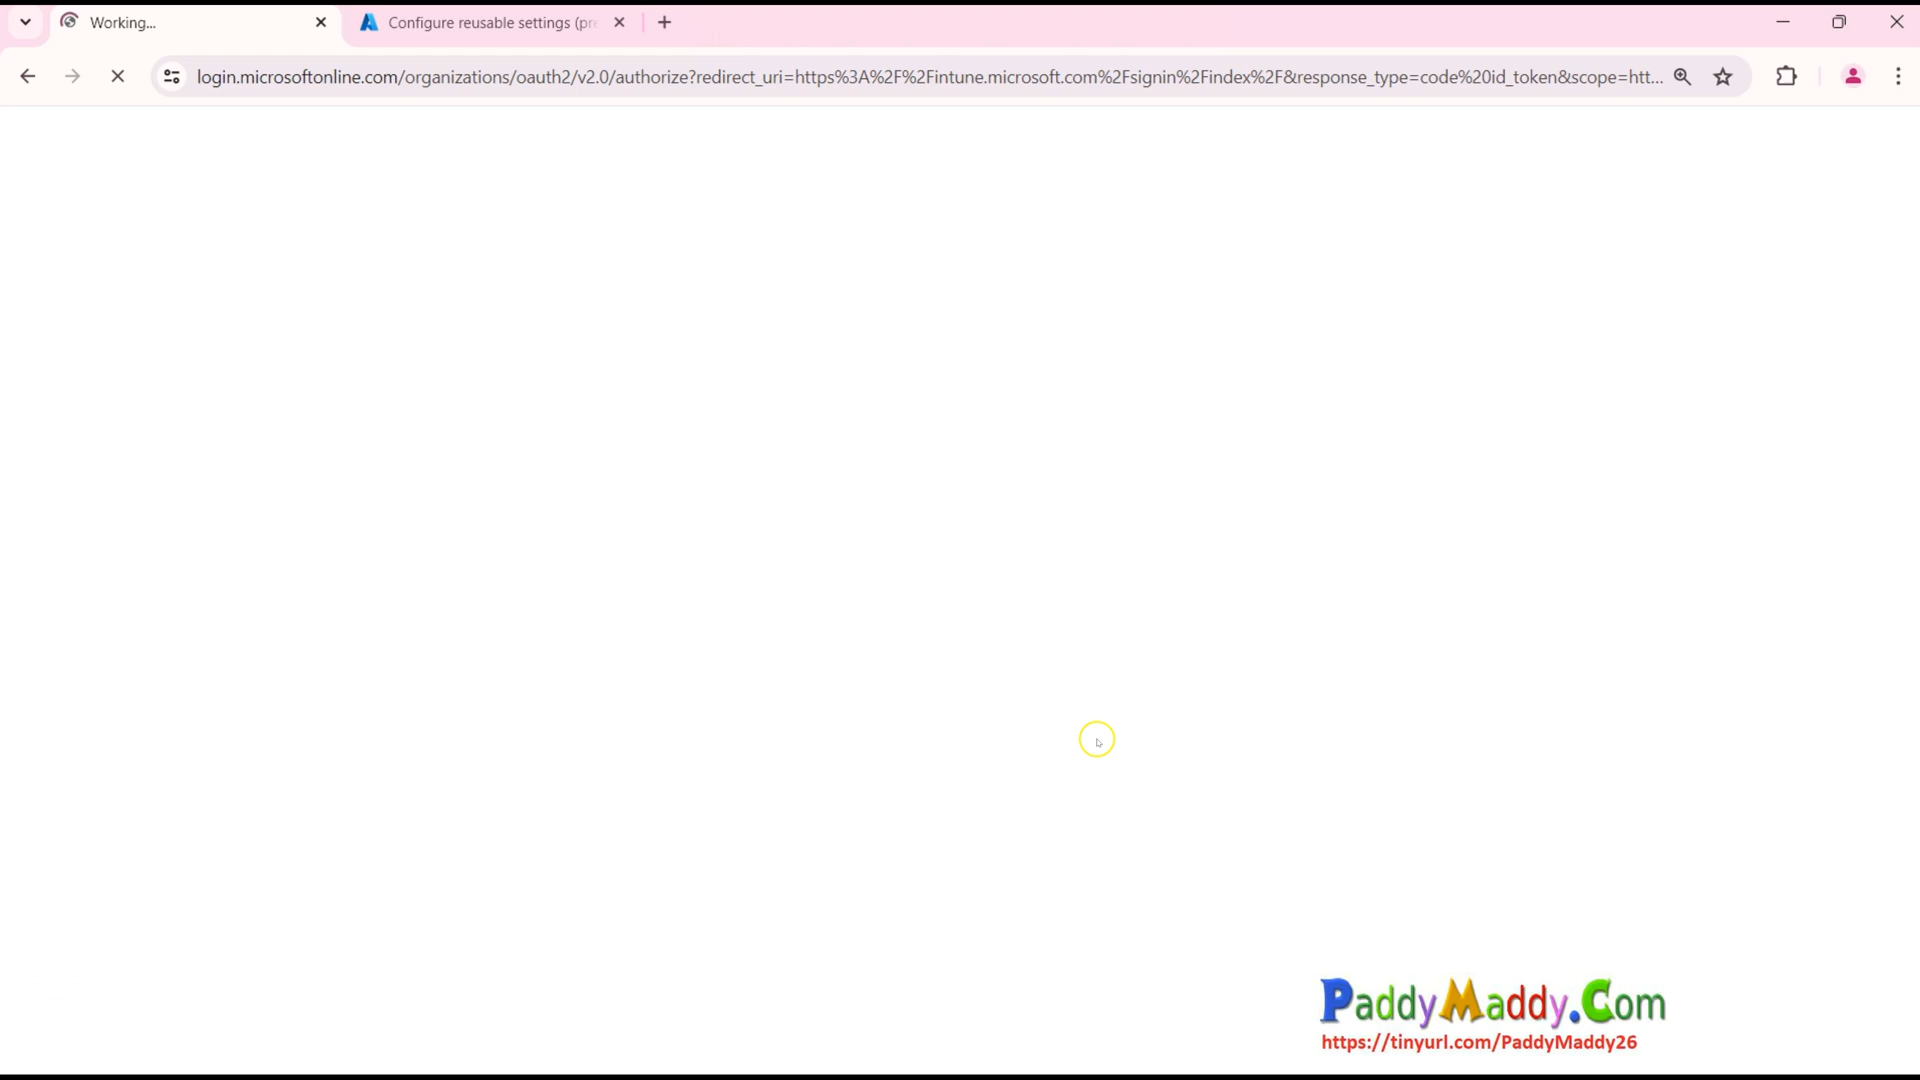 Working...
Configure reusable settings (pre
login.microsoftonline.com/organizations/oauth2/v2.0/authorize?redirect_uri=https%3A%2F%2Fintune.microsoft.com%2Fsignin%2Findex%2F&response_type=code%20id_token&scope=htt...
PaddyMaddy.Com
https://tinyurl.com/PaddyMaddy26